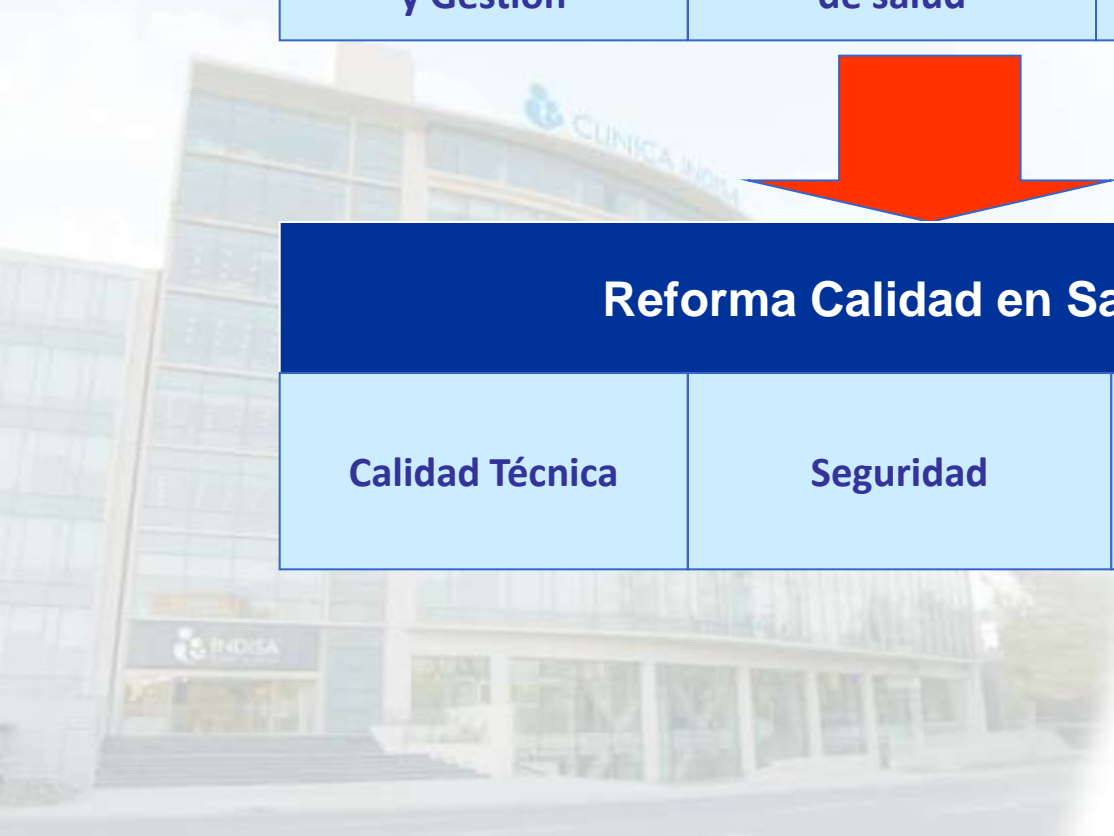 y Gestión
de salud
CLINICA INDISA
Reforma Calidad en Sa
Calidad Técnica
Seguridad
INDISA